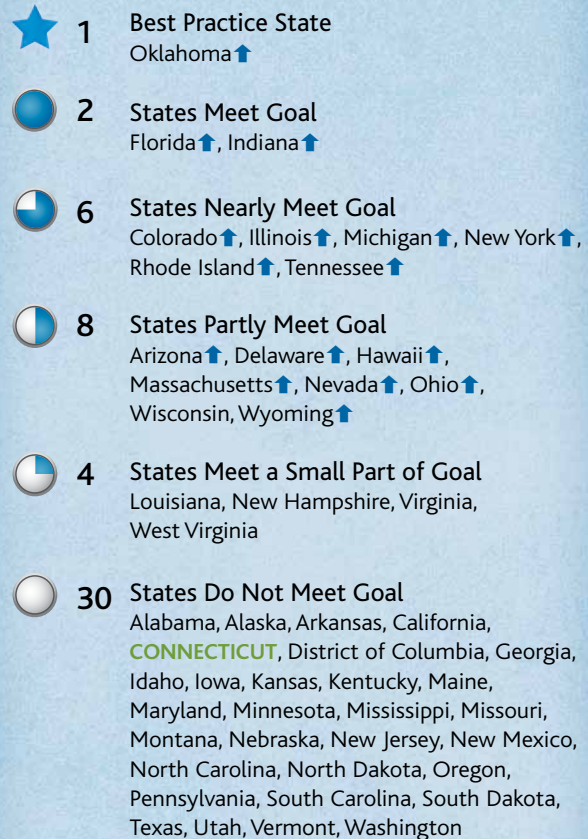 1 Best Practice State
Oklahoma⬆
2 States Meet Goal
Florida⬆, Indiana⬆
6 States Nearly Meet Goal
Colorado⬆, Illinois⬆, Michigan⬆, New York⬆,
Rhode Island⬆, Tennessee⬆
8 States Partly Meet Goal
Arizona⬆, Delaware⬆, Hawaii⬆,
Massachusetts⬆, Nevada⬆, Ohio⬆,
Wisconsin, Wyoming⬆
4 States Meet a Small Part of Goal
Louisiana, New Hampshire, Virginia,
West Virginia
30 States Do Not Meet Goal
Alabama, Alaska, Arkansas, California,
CONNECTICUT, District of Columbia, Georgia,
Idaho, Iowa, Kansas, Kentucky, Maine,
Maryland, Minnesota, Mississippi, Missouri,
Montana, Nebraska, New Jersey, New Mexico,
North Carolina, North Dakota, Oregon,
Pennsylvania, South Carolina, South Dakota,
Texas, Utah, Vermont, Washington